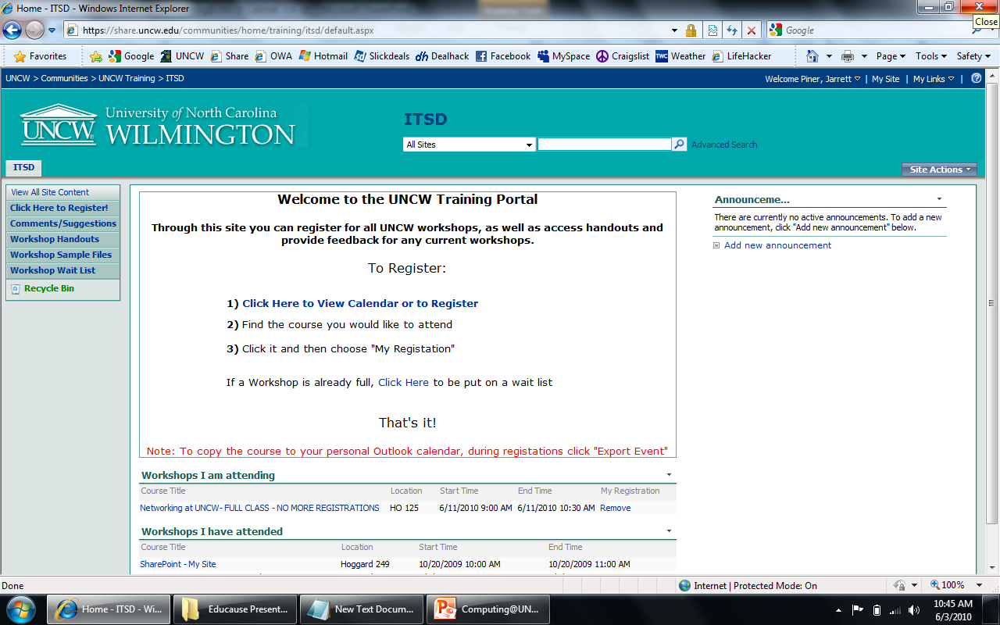 Home - ITSD - Windows Internet Explorer
Close
https://share.uncw.edu/communities/home/training/itsd/default.aspx
Google
Favorites Google UNCW Share OWA Hotmail Slickdeals dh Dealhack Facebook MySpace Craigslist TWC Weather LifeHacker Page Tools Safety
UNCW > Communities > UNCW Training > ITSD
Welcome Piner, Jarrett | My Site | My Links |
UNCW
University of North Carolina
WILMINGTON
ITSD
All Sites
Advanced Search
ITSD
Site Actions
View All Site Content
Click Here to Register!
Comments/Suggestions
Workshop Handouts
Workshop Sample Files
Workshop Wait List
Recycle Bin
Welcome to the UNCW Training Portal
Through this site you can register for all UNCW workshops, as well as access handouts and
provide feedback for any current workshops.
To Register:
1) Click Here to View Calendar or to Register
2) Find the course you would like to attend
3) Click it and then choose "My Registation"
If a Workshop is already full, Click Here to be put on a wait list
That's it!
Note: To copy the course to your personal Outlook calendar, during registations click "Export Event"
Announceme...
There are currently no active announcements. To add a new
announcement, click "Add new announcement" below.
Add new announcement
Workshops I am attending
Course Title Location Start Time End Time My Registration
Networking at UNCW- FULL CLASS - NO MORE REGISTRATIONS HO 125 6/11/2010 9:00 AM 6/11/2010 10:30 AM Remove
Workshops I have attended
Course Title Location Start Time End Time
SharePoint - My Site Hoggard 249 10/20/2009 10:00 AM 10/20/2009 11:00 AM
Done
Internet | Protected Mode: On
100%
Home - ITSD - Wi...
Educause Present...
New Text Docum...
Computing@UN...
10:45 AM
6/3/2010